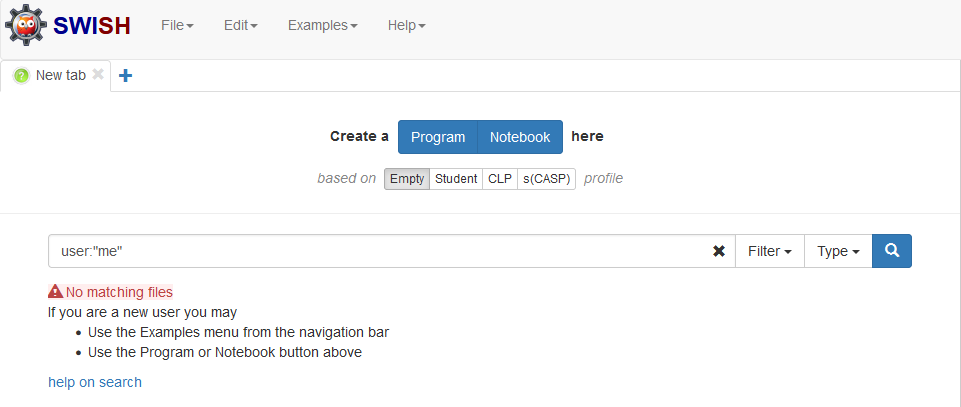 SWISH File Edit Examples Help
? New tab
Create a Program Notebook here
based on Empty Student CLP s(CASP) profile
user:"me" Filter Type
No matching files
If you are a new user you may
Use the Examples menu from the navigation bar
Use the Program or Notebook button above
help on search